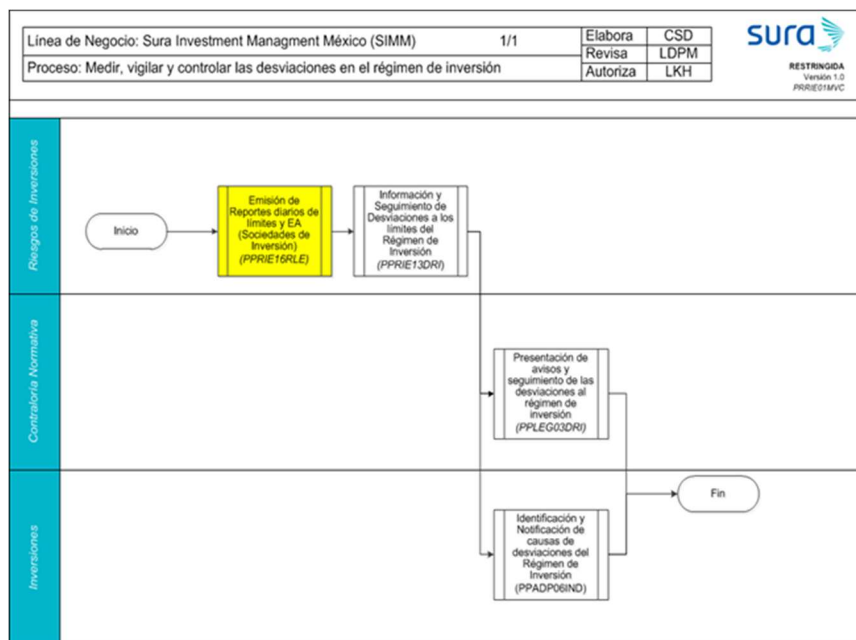 Línea de Negocio: Sura Investment Managment México (SIMM) 1/1
Proceso: Medir, vigilar y controlar las desviaciones en el régimen de inversión
Elabora CSD
Revisa LDPM
Autoriza LKH
sura
RESTRINGIDA
Versión 1.0
PRRIE01MVC
Riesgos de Inversiones
Inicio
Emisión de
Reportes diarios de
límites y EA
(Sociedades de
Inversión)
(PPRIE16RLE)
Información y
Seguimiento de
Desviaciones a los
límites del
Régimen de
Inversión
(PPRIE13DRI)
Contraloría Normativa
Presentación de
avisos y
seguimiento de las
desviaciones al
régimen de
inversión
(PPLEG03DRI)
Inversiones
Identificación y
Notificación de
causas de
desviaciones del
Régimen de
Inversión
(PPADP06IND)
Fin